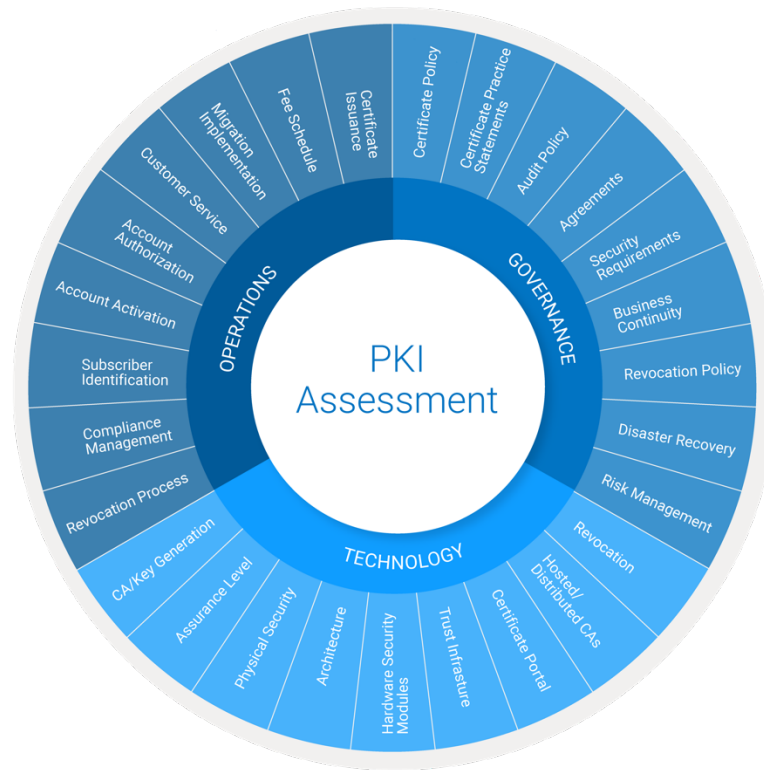 PKI
Assessment
GOVERNANCE
Certificate Policy
Certificate Practice
Statements
Audit Policy
Agreements
Security
Requirements
Business
Continuity
Revocation Policy
Disaster Recovery
Risk Management
TECHNOLOGY
Revocation
Hosted/
Distributed CAs
Certificate Portal
Trust Infrasture
Hardware Security
Modules
Architecture
Physical Security
Assurance Level
CA/Key Generation
OPERATIONS
Revocation Process
Compliance
Management
Subscriber
Identification
Account Activation
Account
Authorization
Customer Service
Migration
Implementation
Fee Schedule
Certificate
Issuance